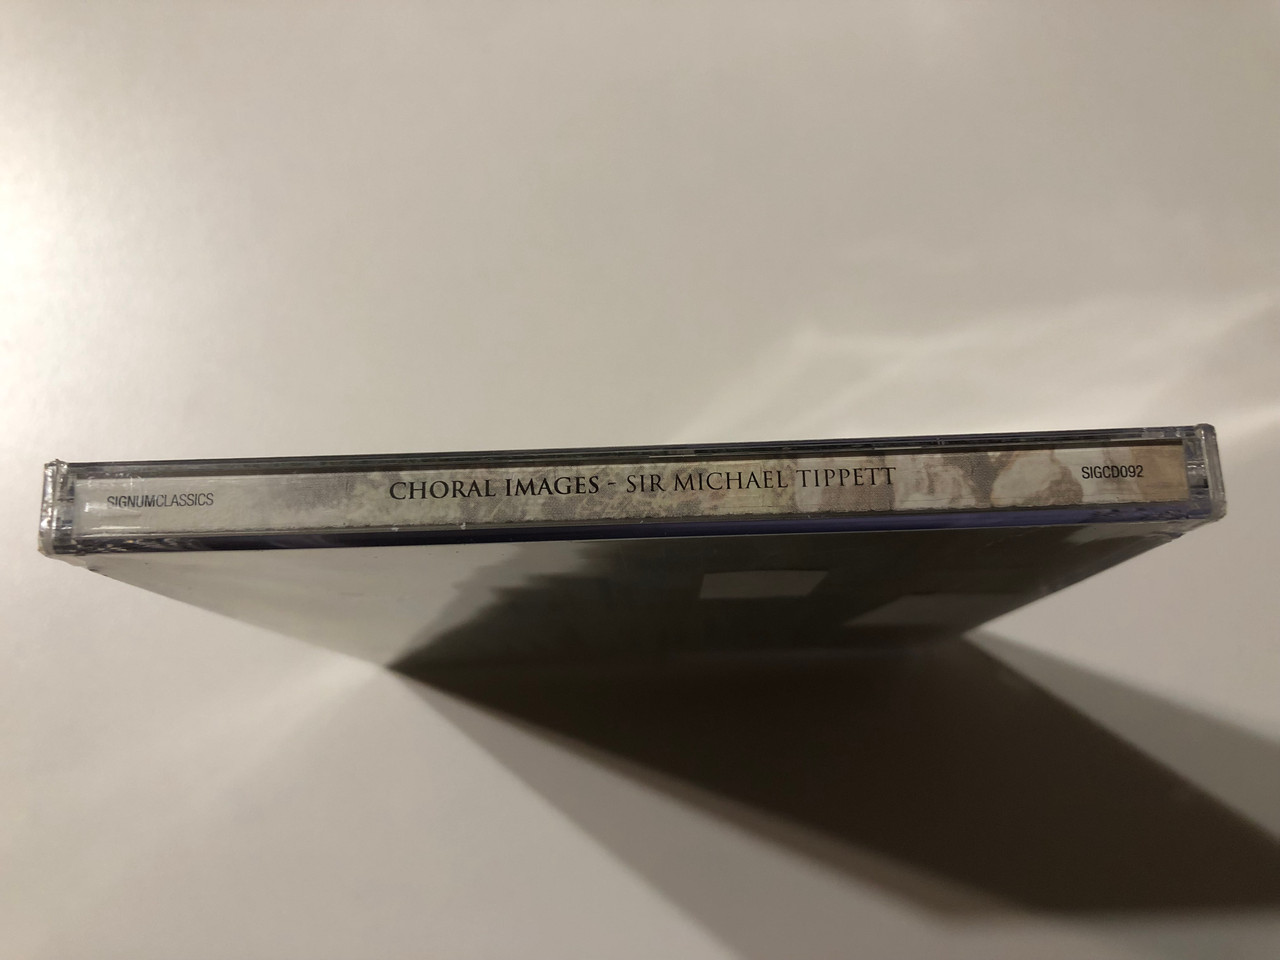 SIGNUMCLASSICS
CHORAL IMAGES - SIR MICHAEL TIPPETT
SIGCD092